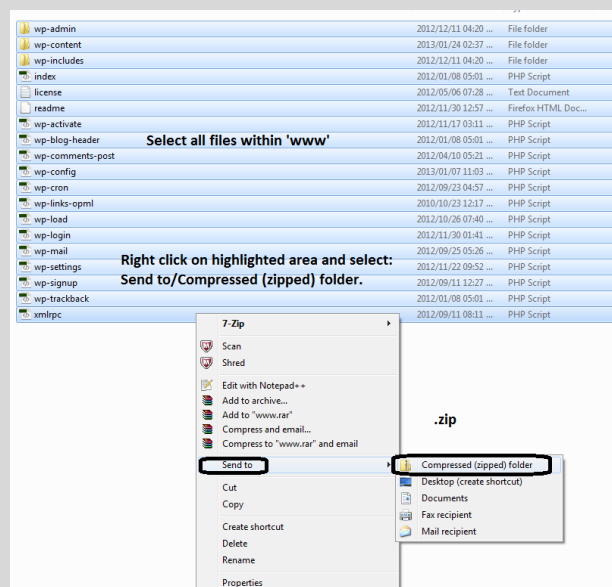 wp-admin 2012/12/11 04:20 ... File folder
wp-content 2013/01/24 02:37 ... File folder
wp-includes 2012/12/11 04:20 ... File folder
index 2012/01/08 05:01 ... PHP Script
license 2012/05/06 07:28 ... Text Document
readme 2012/11/30 12:57 ... Firefox HTML Doc...
wp-activate 2012/11/17 03:11 ... PHP Script
wp-blog-header 2012/01/08 05:01 ... PHP Script
Select all files within 'www'
wp-comments-post 2012/04/10 05:21 ... PHP Script
wp-config 2013/01/07 11:03 ... PHP Script
wp-cron 2012/09/23 04:57 ... PHP Script
wp-links-opml 2010/10/23 12:17 ... PHP Script
wp-load 2012/10/26 07:40 ... PHP Script
wp-login 2012/11/30 01:41 ... PHP Script
wp-mail 2012/09/25 05:26 ... PHP Script
wp-settings 2012/11/22 09:52 ... PHP Script
wp-signup 2012/09/11 12:27 ... PHP Script
wp-trackback 2012/01/08 05:01 ... PHP Script
xmlrpc 2012/09/11 08:11 ... PHP Script
Right click on highlighted area and select:
Send to/Compressed (zipped) folder.
7-Zip
Scan
Shred
Edit with Notepad++
Add to archive...
Add to "www.rar"
Compress and email...
Compress to "www.rar" and email
Send to
Cut
Copy
Create shortcut
Delete
Rename
Properties
.zip
Compressed (zipped) folder
Desktop (create shortcut)
Documents
Fax recipient
Mail recipient